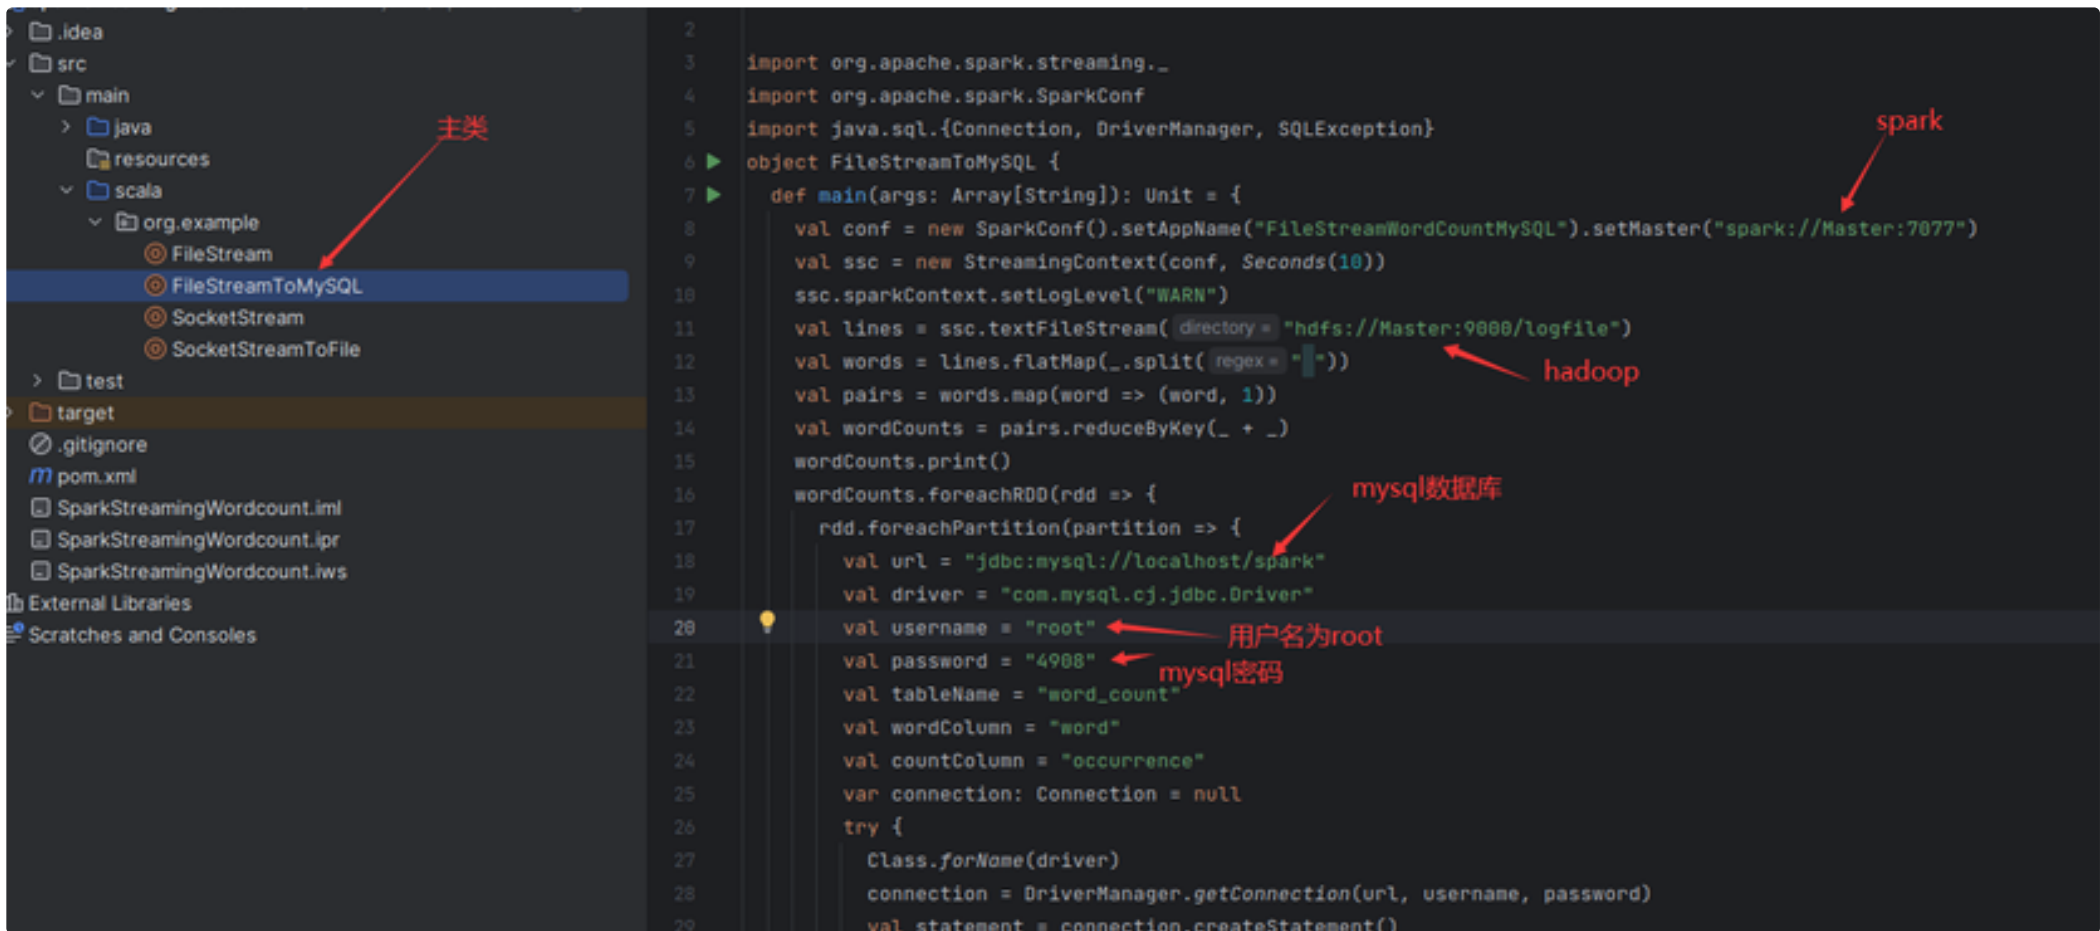 .idea
src
main
java
resources
scala
org.example
FileStream
FileStreamToMySQL
SocketStream
SocketStreamToFile
test
target
.gitignore
pom.xml
SparkStreamingWordcount.iml
SparkStreamingWordcount.ipr
SparkStreamingWordcount.iws
External Libraries
Scratches and Consoles
主类
2
3 import org.apache.spark.streaming._
4 import org.apache.spark.SparkConf
5 import java.sql.{Connection, DriverManager, SQLException}
spark
6 object FileStreamToMySQL {
7 def main(args: Array[String]): Unit = {
8 val conf = new SparkConf().setAppName("FileStreamWordCountMySQL").setMaster("spark://Master:7077")
9 val ssc = new StreamingContext(conf, Seconds(10))
10 ssc.sparkContext.setLogLevel("WARN")
11 val lines = ssc.textFileStream( directory = "hdfs://Master:9000/logfile")
12 val words = lines.flatMap(_.split( regex = " "))
hadoop
13 val pairs = words.map(word => (word, 1))
14 val wordCounts = pairs.reduceByKey(_ + _)
15 wordCounts.print()
16 wordCounts.foreachRDD(rdd => {
mysql数据库
17 rdd.foreachPartition(partition => {
18 val url = "jdbc:mysql://localhost/spark"
19 val driver = "com.mysql.cj.jdbc.Driver"
20 val username = "root"
用户名为root
21 val password = "4908"
mysql密码
22 val tableName = "word_count"
23 val wordColumn = "word"
24 val countColumn = "occurrence"
25 var connection: Connection = null
26 try {
27 Class.forName(driver)
28 connection = DriverManager.getConnection(url, username, password)
29 val statement = connection.createStatement()